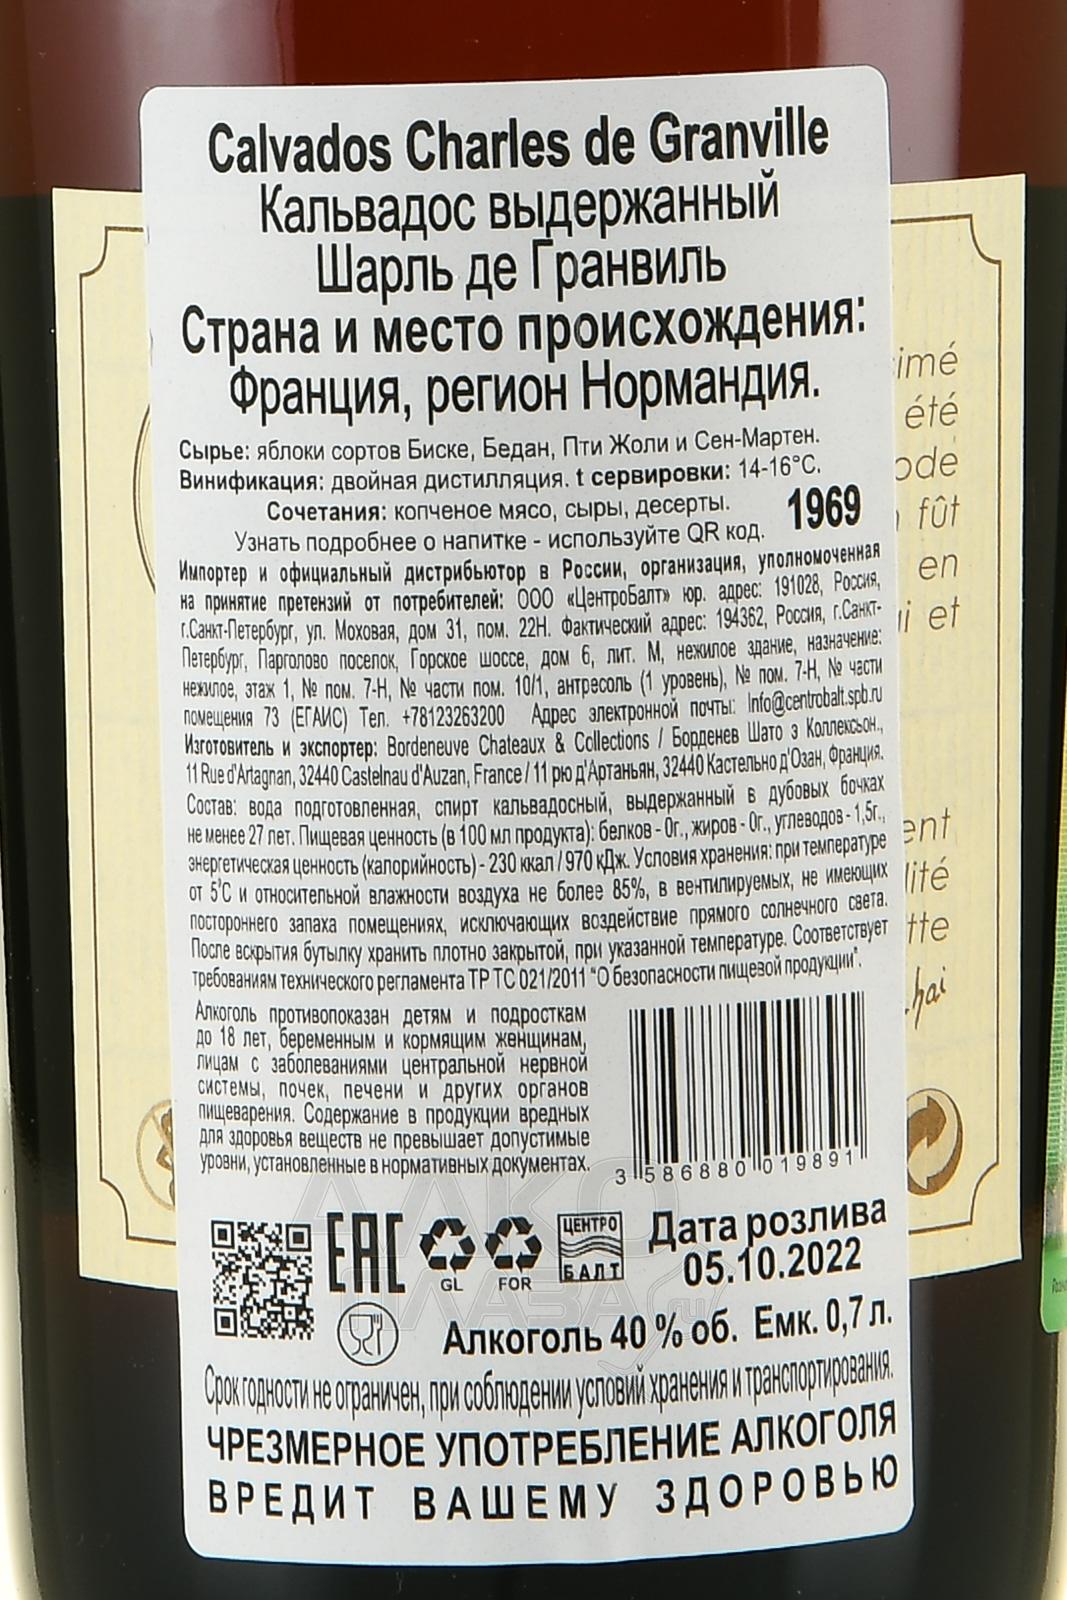 Calvados Charles de Granville
Кальвадос выдержанный
Шарль де Гранвиль
Страна и место происхождения:
Франция, регион Нормандия.
Сырье: яблоки сортов Биске, Бедан, Пти Жоли и Сен-Мартен.
Винификация: двойная дистилляция. t сервировки: 14-16°С.
Сочетания: копченое мясо, сыры, десерты.
1969
Узнать подробнее о напитке - используйте QR код.
Импортер и официальный дистрибьютор в России, организация, уполномоченная
на принятие претензий от потребителей: ООО «ЦентроБалт» юр. адрес: 191028, Россия,
г.Санкт-Петербург, ул. Моховая, дом 31, пом. 22Н. Фактический адрес: 194362, Россия, г.Санкт-
Петербург, Парголово поселок, Горское шоссе, дом 6, лит. М, нежилое здание, назначение:
нежилое, этаж 1, № пом. 7-Н, № части пом. 10/1, антресоль (1 уровень), № пом. 7-Н, № части
помещения 73 (ЕГАИС) Тел. +78123263200 Адрес электронной почты: Info@centrobalt.spb.ru
Изготовитель и экспортер: Bordeneuve Chateaux & Collections / Борденев Шато э Коллексьон.,
11 Rue d'Artagnan, 32440 Castelnau d'Auzan, France / 11 рю д'Артаньян, 32440 Кастельно д'Озан, Франция.
Состав: вода подготовленная, спирт кальвадосный, выдержанный в дубовых бочках
не менее 27 лет. Пищевая ценность (в 100 мл продукта): белков - 0г., жиров - 0г., углеводов - 1,5г.,
энергетическая ценность (калорийность) - 230 ккал / 970 кДж. Условия хранения: при температуре
от 5°С и относительной влажности воздуха не более 85%, в вентилируемых, не имеющих
постороннего запаха помещениях, исключающих воздействие прямого солнечного света.
После вскрытия бутылку хранить плотно закрытой, при указанной температуре. Соответствует
требованиям технического регламента ТР ТС 021/2011 "О безопасности пищевой продукции".
Алкоголь противопоказан детям и подросткам
до 18 лет, беременным и кормящим женщинам,
лицам с заболеваниями центральной нервной
системы, почек, печени и других органов
пищеварения. Содержание в продукции вредных
для здоровья веществ не превышает допустимые
уровни, установленные в нормативных документах.
3 586880 019891
ЕАС
GL
FOR
ЦЕНТРО
БАЛТ
Дата розлива
05.10.2022
Алкоголь 40 % об. Емк. 0,7 л.
Срок годности не ограничен, при соблюдении условий хранения и транспортирования.
ЧРЕЗМЕРНОЕ УПОТРЕБЛЕНИЕ АЛКОГОЛЯ
ВРЕДИТ ВАШЕМУ ЗДОРОВЬЮ
imé
été
ode
fût
en
i et
ent
lité
tte
АЛКО
ПЛАЗА.ru